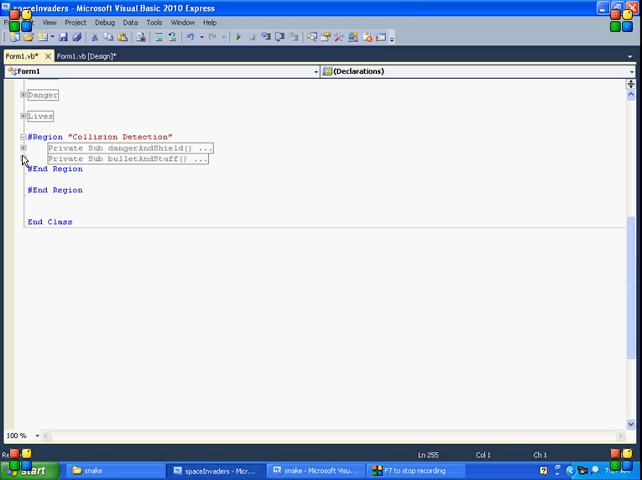 spaceInvaders - Microsoft Visual Basic 2010 Express
View Project Debug Data Tools Window Help
Form1.vb* Form1.vb [Design]*
Form1 (Declarations)
Danger
Lives
#Region "Collision Detection"
Private Sub dangerAndShield() ...
Private Sub bulletAndStuff() ...
#End Region
#End Region
End Class
100 %
Ln 255 Col 1 Ch 1
start snake spaceInvaders - Micr... snake - Microsoft Visu... F7 to stop recording